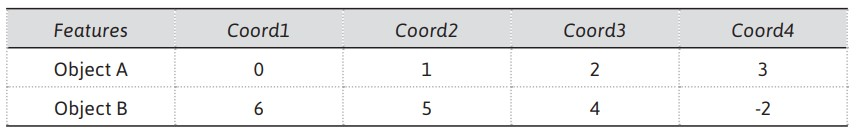 Features Coord1 Coord2 Coord3 Coord4
Object A 0 1 2 3
Object B 6 5 4 -2